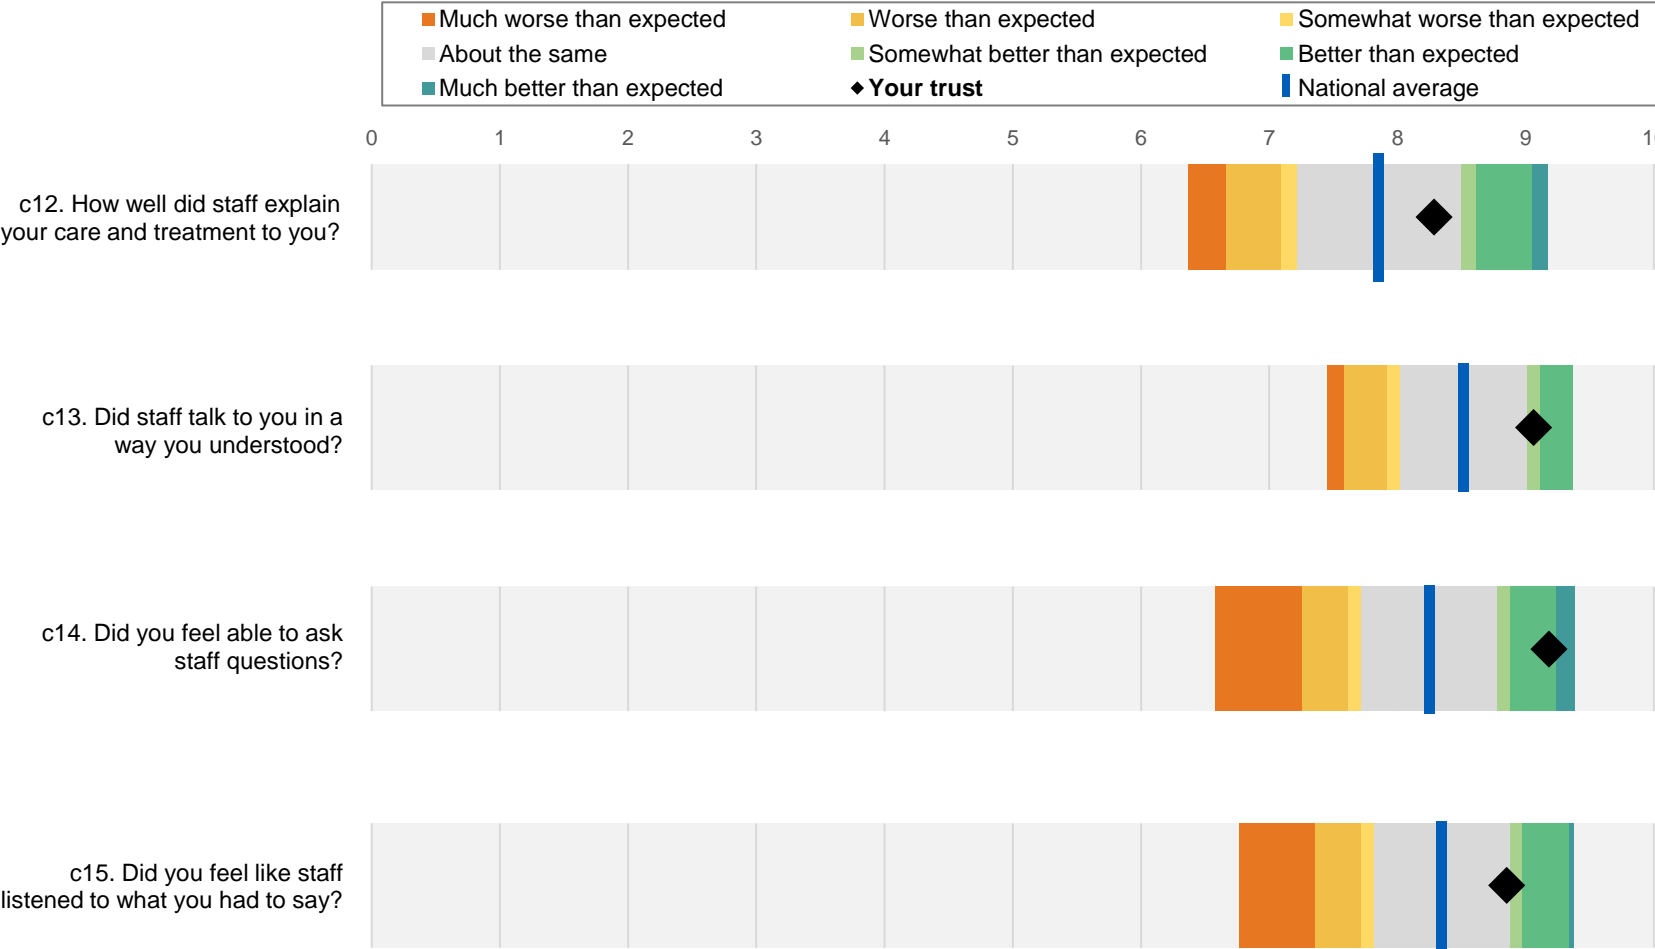 Much worse than expected
Worse than expected
Somewhat worse than expected
About the same
Somewhat better than expected
Better than expected
Much better than expected
Your trust
National average
0 1 2 3 4 5 6 7 8 9 1
c12. How well did staff explain
your care and treatment to you?
c13. Did staff talk to you in a
way you understood?
c14. Did you feel able to ask
staff questions?
c15. Did you feel like staff
listened to what you had to say?